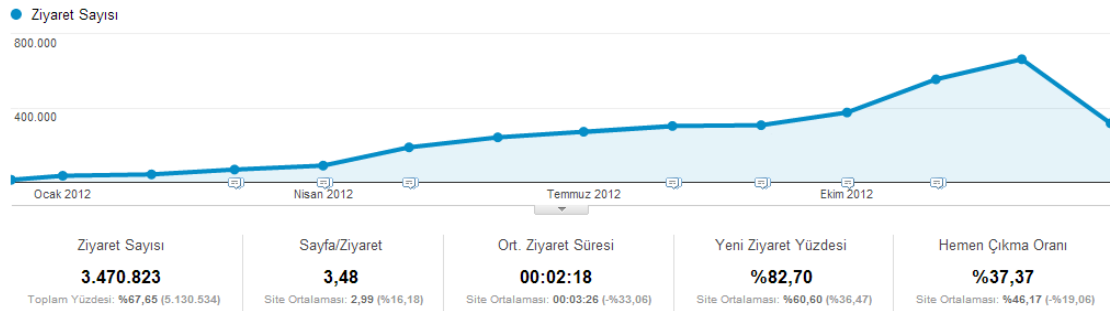 Ziyaret Sayısı
800.000
400.000
Ocak 2012 Nisan 2012 Temmuz 2012 Ekim 2012
Ziyaret Sayısı Sayfa/Ziyaret Ort. Ziyaret Süresi Yeni Ziyaret Yüzdesi Hemen Çıkma Oranı
3.470.823 3,48 00:02:18 %82,70 %37,37
Toplam Yüzdesi: %67,65 (5.130.534) Site Ortalaması: 2,99 (%16,18) Site Ortalaması: 00:03:26 (-%33,06) Site Ortalaması: %60,60 (%36,47) Site Ortalaması: %46,17 (-%19,06)